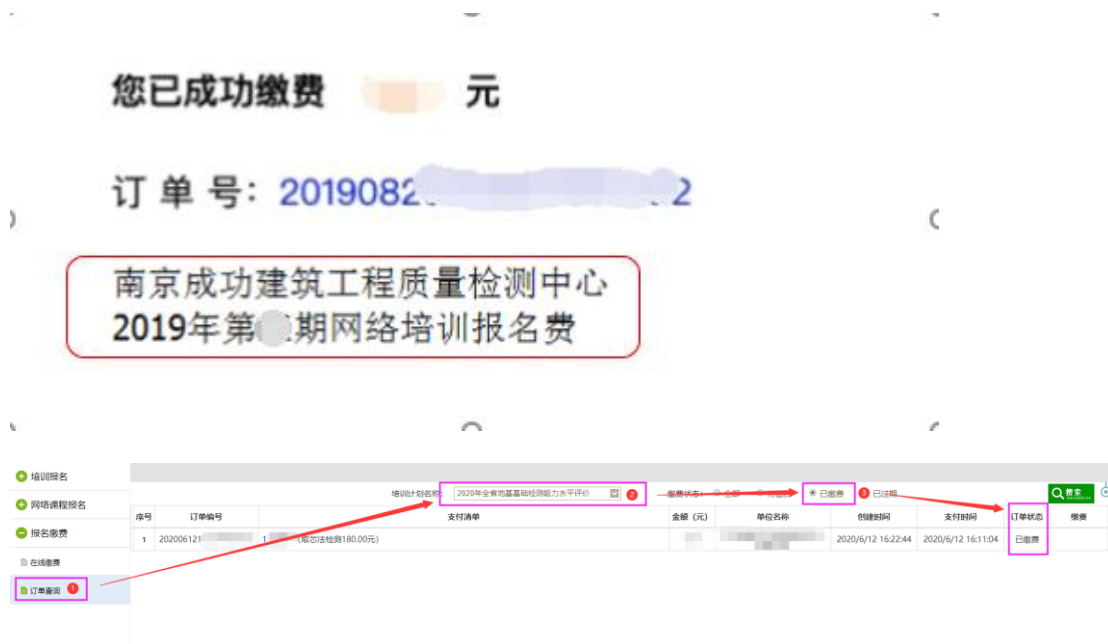 您已成功缴费 元
订 单 号：2019082 2
南京成功建筑工程质量检测中心
2019年第 期网络培训报名费
培训报名
网络课程报名
报名缴费
在线缴费
订单查询 1
培训计划名称： 2020年全省地基基础检测能力水平评价 2 缴费状态： 全部 已缴费 3 已过期 搜索
序号 订单编号 支付清单 金额（元） 单位名称 创建时间 支付时间 订单状态 缴费
1 202006121 1 （取芯法检测180.00元） 2020/6/12 16:22:44 2020/6/12 16:11:04 已缴费